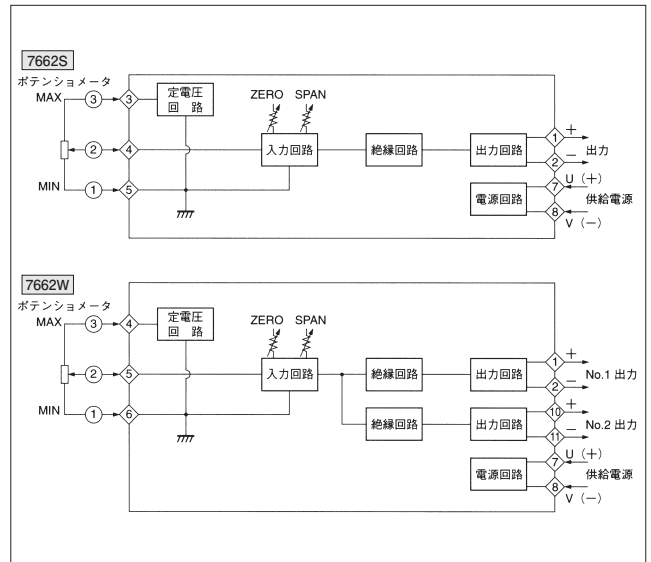 7662S
ポテンショメータ
MAX ③ ③ 定電圧
回 路
ZERO SPAN
② ④ 入力回路 絶縁回路 出力回路 ① ＋
② － 出力
MIN ① ⑤
電源回路 ⑦ U（＋）
供給電源
⑧ V（－）
7662W
ポテンショメータ
MAX ③ ④ 定電圧
回 路
ZERO SPAN
② ⑤ 入力回路 絶縁回路 出力回路 ① ＋
② － No.1 出力
MIN ① ⑥
絶縁回路 出力回路 ⑩ ＋
⑪ － No.2 出力
電源回路 ⑦ U（＋）
供給電源
⑧ V（－）